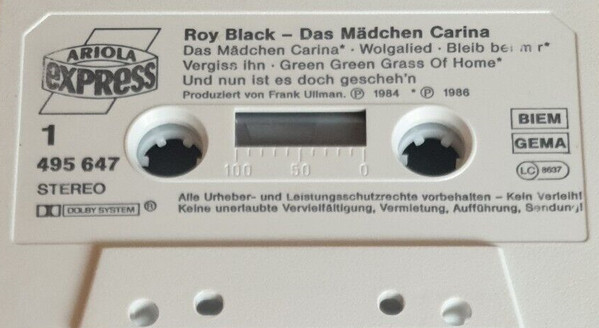 ARIOLA
eXPRESS
Roy Black – Das Mädchen Carina
Das Mädchen Carina* · Wolgalied · Bleib bei mir*
Vergiss ihn · Green Green Grass Of Home*
Und nun ist es doch gescheh'n
Produziert von Frank Ullman. Ⓟ 1984 * Ⓟ 1986
1
495 647
STEREO
DOLBY SYSTEM ®
100 50 0
BIEM
GEMA
LC 8637
Alle Urheber- und Leistungsschutzrechte vorbehalten – Kein Verleih!
Keine unerlaubte Vervielfältigung, Vermietung, Aufführung, Sendung!